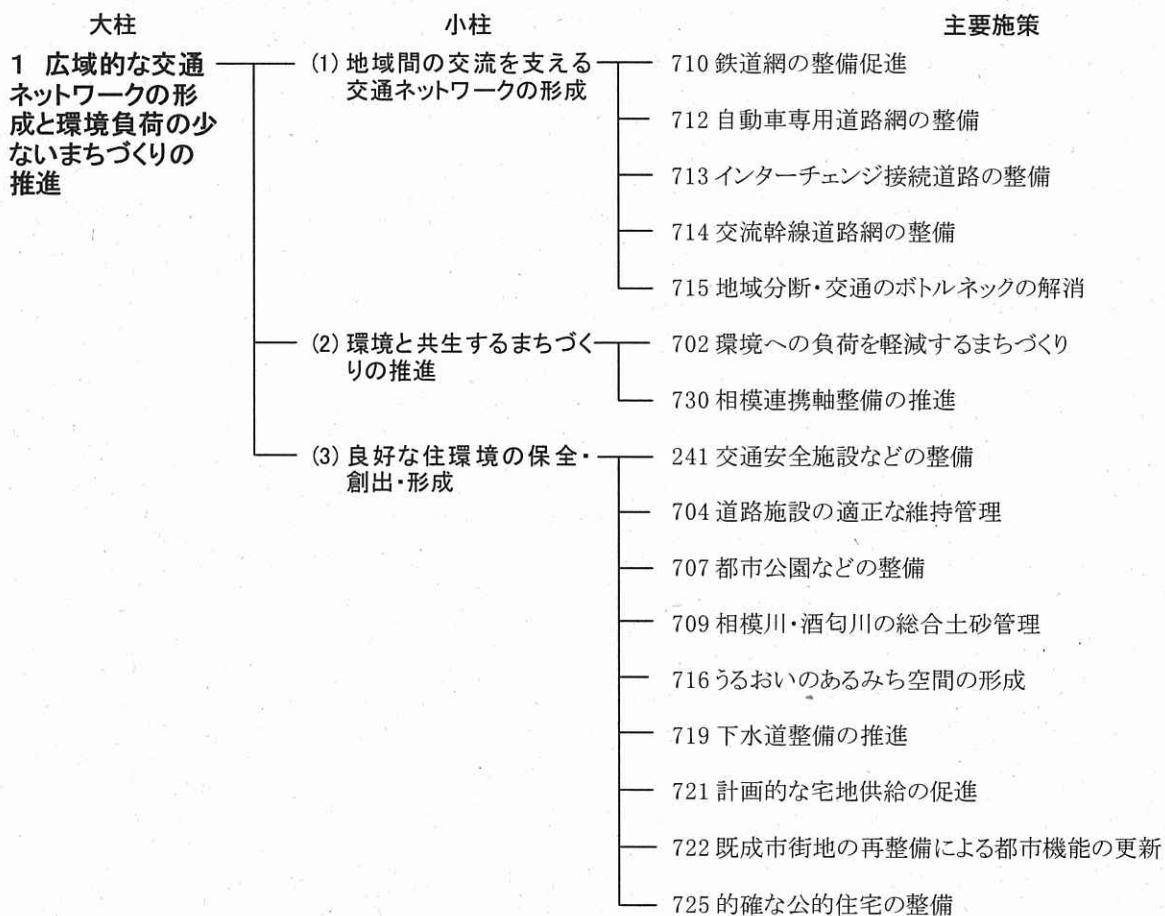 大柱
小柱
主要施策
1 広域的な交通
ネットワークの形
成と環境負荷の少
ないまちづくりの
推進
(1) 地域間の交流を支える
交通ネットワークの形成
710 鉄道網の整備促進
712 自動車専用道路網の整備
713 インターチェンジ接続道路の整備
714 交流幹線道路網の整備
715 地域分断・交通のボトルネックの解消
(2) 環境と共生するまちづく
りの推進
702 環境への負荷を軽減するまちづくり
730 相模連携軸整備の推進
(3) 良好な住環境の保全・
創出・形成
241 交通安全施設などの整備
704 道路施設の適正な維持管理
707 都市公園などの整備
709 相模川・酒匂川の総合土砂管理
716 うるおいのあるみち空間の形成
719 下水道整備の推進
721 計画的な宅地供給の促進
722 既成市街地の再整備による都市機能の更新
725 的確な公的住宅の整備